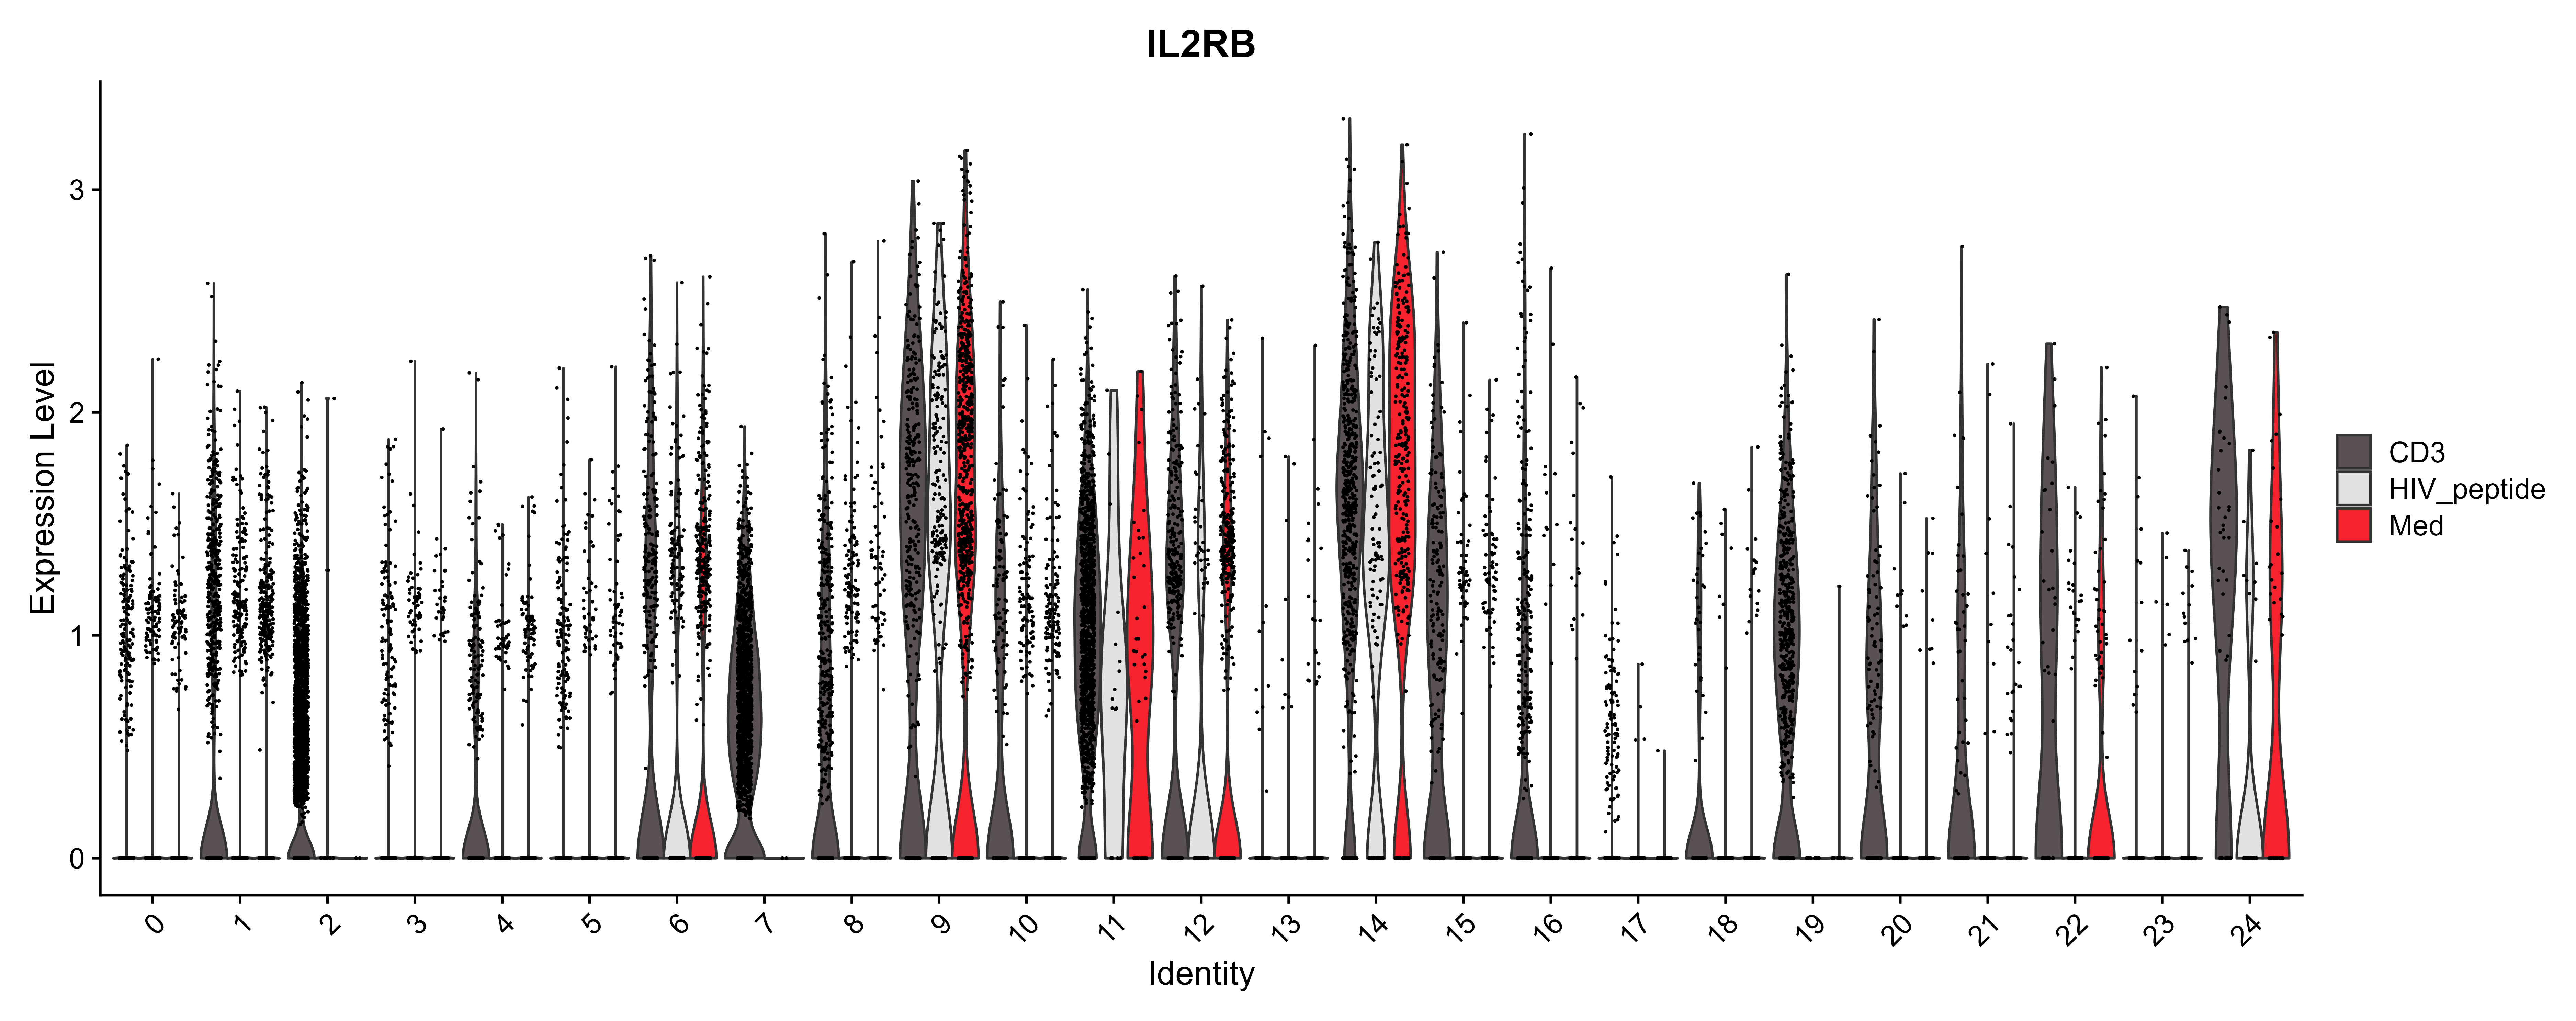 IL2RB
Expression Level
3
2
1
0
0 1 2 3 4 5 6 7 8 9 10 11 12 13 14 15 16 17 18 19 20 21 22 23 24
Identity
CD3
HIV_peptide
Med